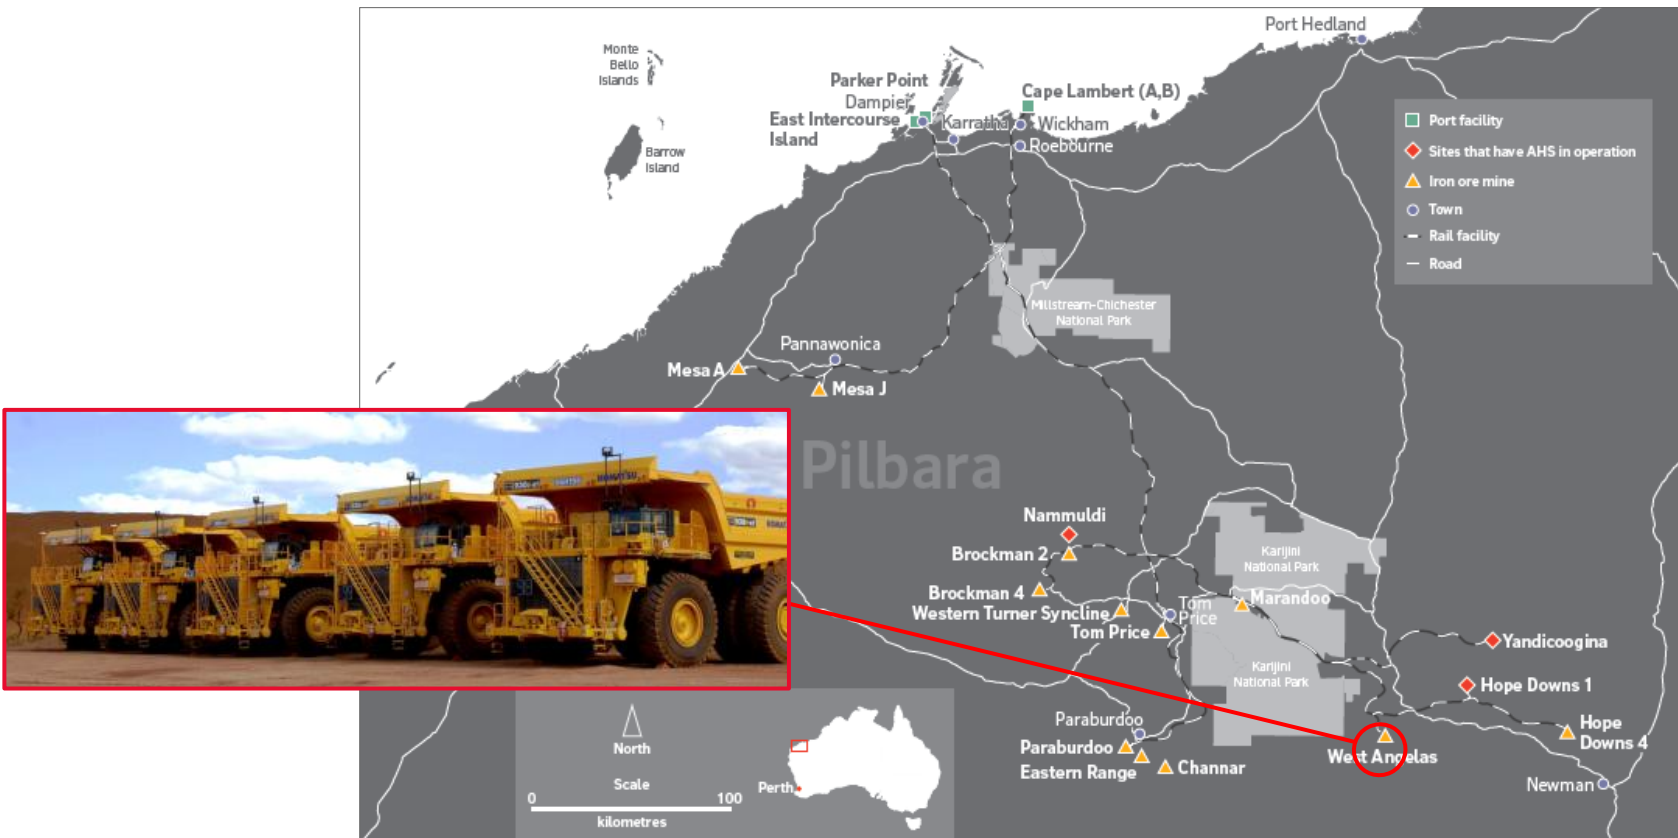 Port Hedland
Monte
Bello
Islands
Parker Point
Dampier
East Intercourse
Island
Cape Lambert (A,B)
Karratha
Wickham
Roebourne
Barrow
Island
Port facility
Sites that have AHS in operation
Iron ore mine
Town
Rail facility
Road
Millstream-Chichester
National Park
Pannawonica
Mesa A
Mesa J
Pilbara
KOMATSU
Nammuldi
Brockman 2
Brockman 4
Western Turner Syncline
Tom Price
Tom
Price
Karijini
National Park
Marandoo
Karijini
National Park
Yandicoogina
Hope Downs 1
Hope
Downs 4
West Angelas
Newman
Paraburdoo
Paraburdoo
Eastern Range
Channar
North
Scale
0 100
kilometres
Perth